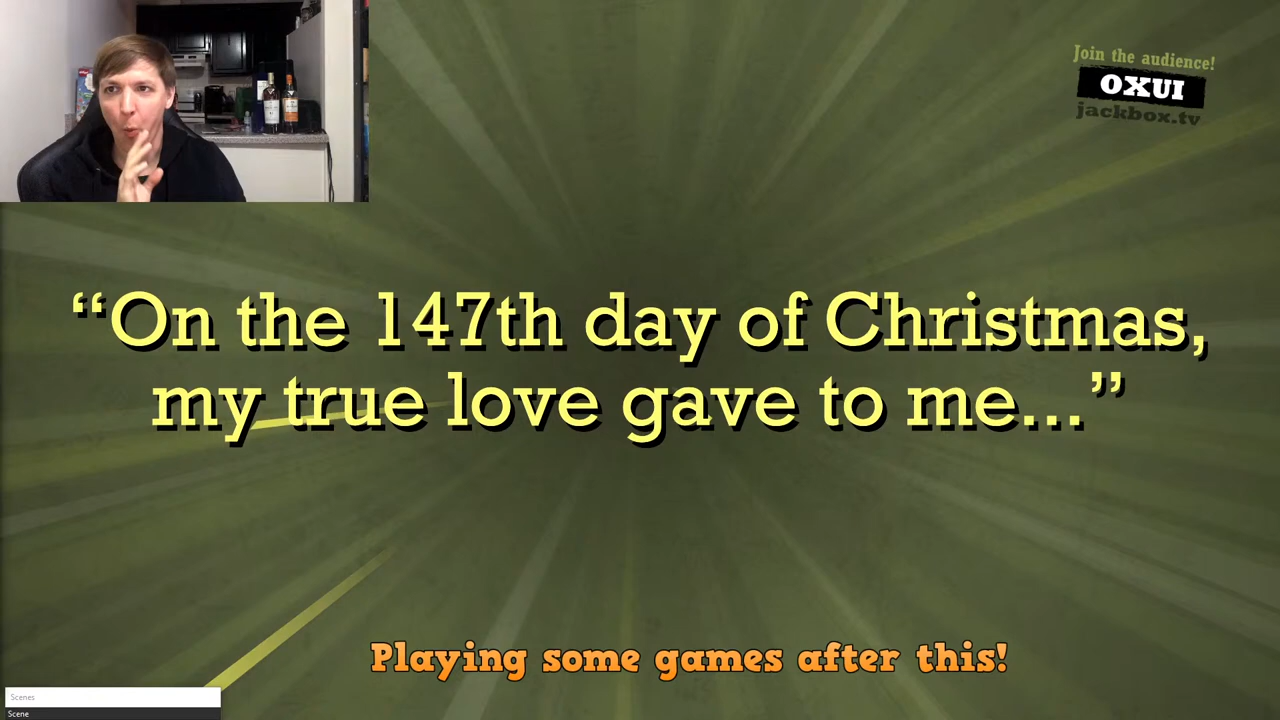 Join the audience!
OXUI
jackbox.tv
“On the 147th day of Christmas,
my true love gave to me...”
Playing some games after this!
Scenes
Scene